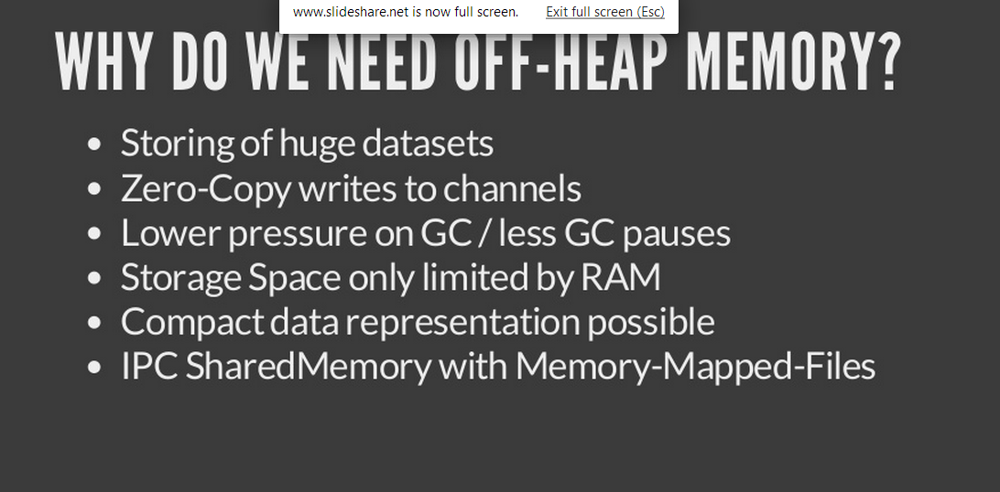 www.slideshare.net is now full screen. Exit full screen (Esc)
WHY DO WE NEED OFF-HEAP MEMORY?
Storing of huge datasets
Zero-Copy writes to channels
Lower pressure on GC / less GC pauses
Storage Space only limited by RAM
Compact data representation possible
IPC SharedMemory with Memory-Mapped-Files